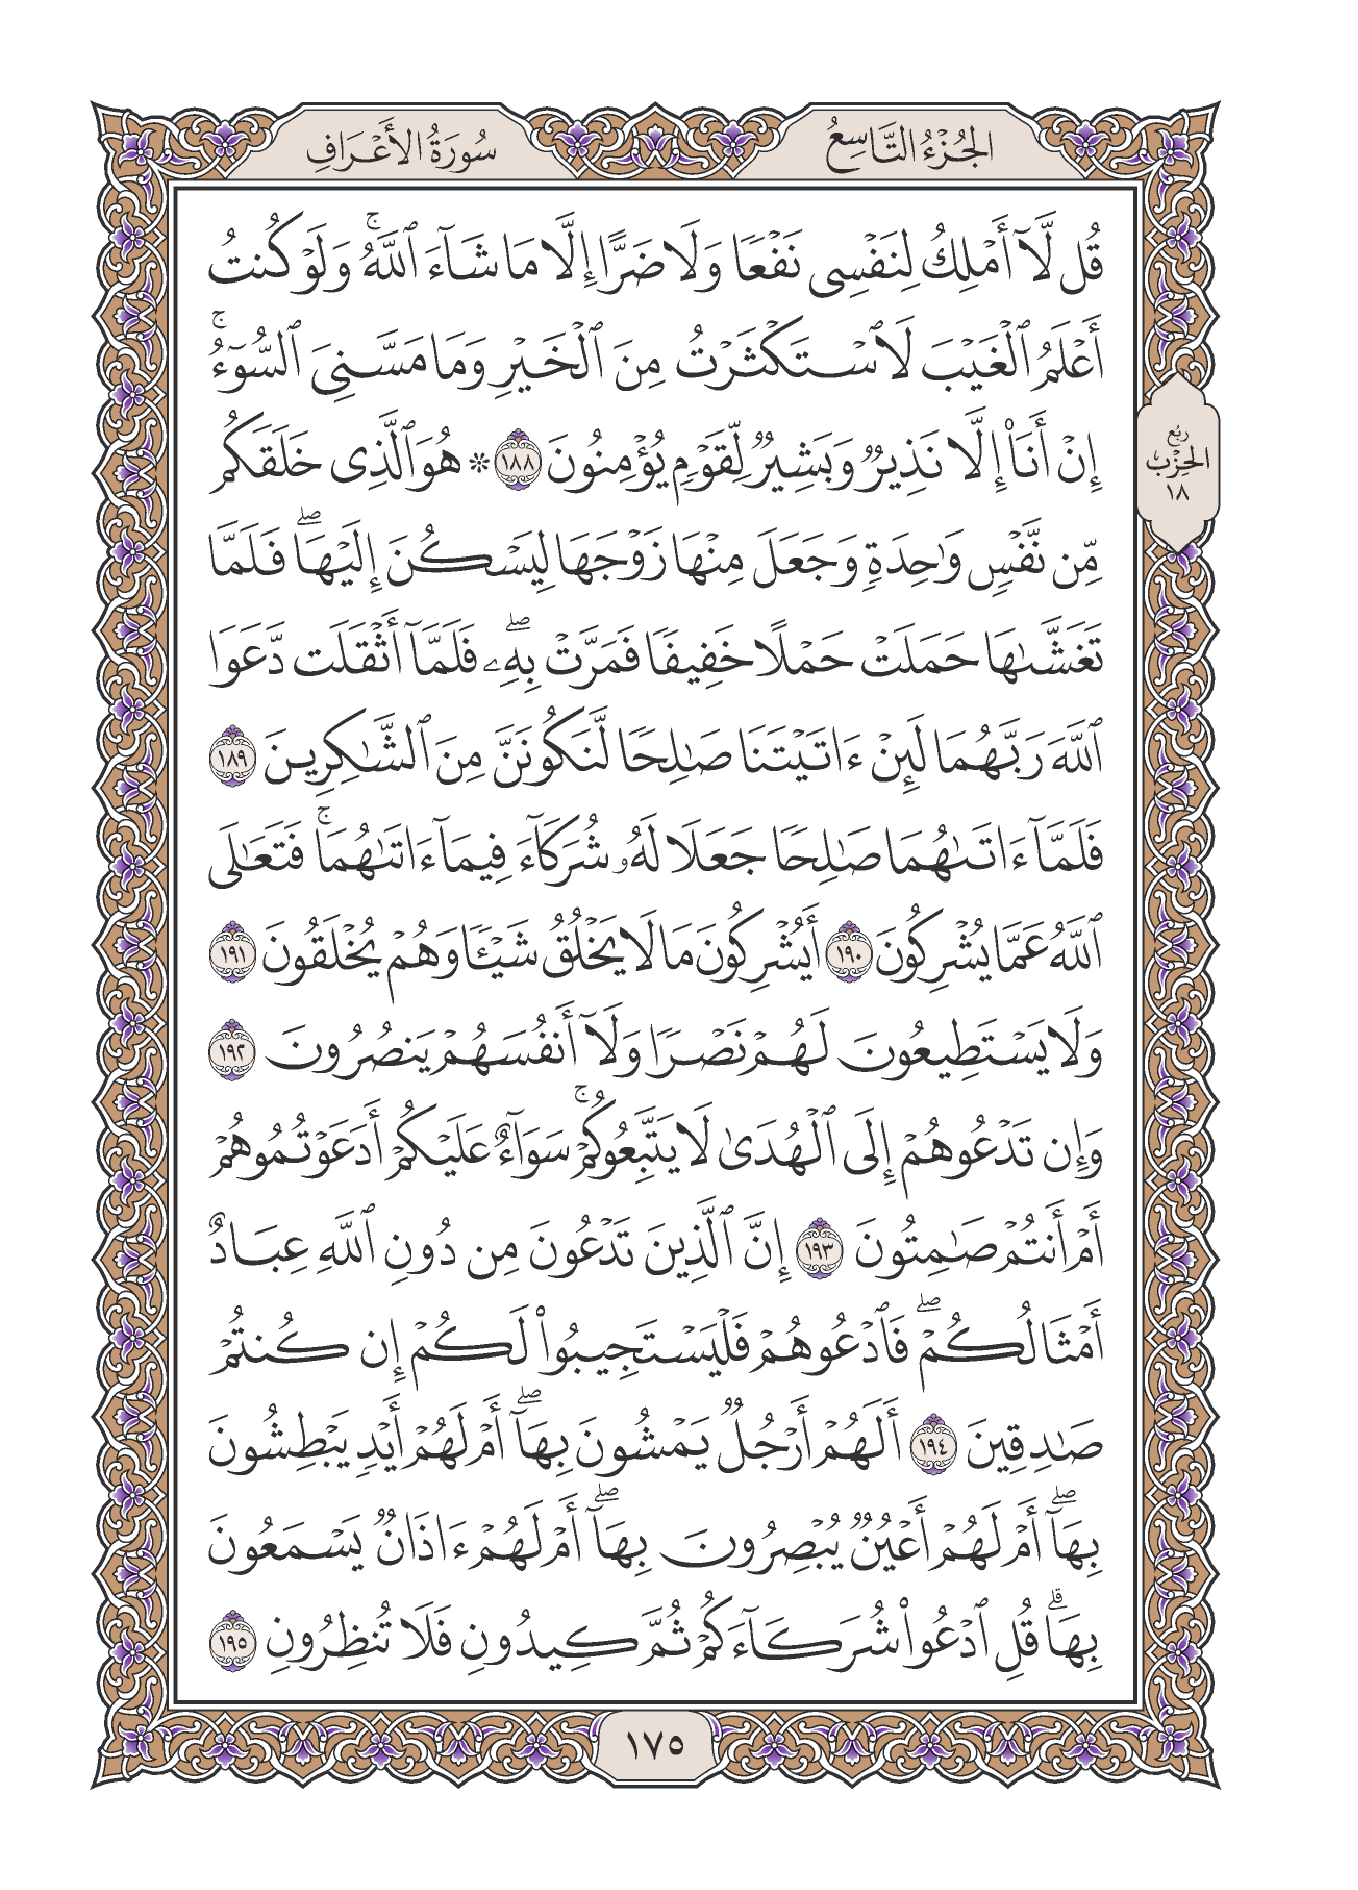 الجُزْءُ التَّاسِعُ
سُورَةُ الأَعْرَافِ
قُل لَّآ أَمْلِكُ لِنَفْسِى نَفْعًا وَلَا ضَرًّا إِلَّا مَا شَآءَ ٱللَّهُۚ وَلَوْ كُنتُ
أَعْلَمُ ٱلْغَيْبَ لَٱسْتَكْثَرْتُ مِنَ ٱلْخَيْرِ وَمَا مَسَّنِىَ ٱلسُّوٓءُۚ
إِنْ أَنَا۠ إِلَّا نَذِيرٌ وَبَشِيرٌ لِّقَوْمٍ يُؤْمِنُونَ ١٨٨ ۞ هُوَ ٱلَّذِى خَلَقَكُم
رُبع
الحِزْب
١٨
مِّن نَّفْسٍ وَٰحِدَةٍ وَجَعَلَ مِنْهَا زَوْجَهَا لِيَسْكُنَ إِلَيْهَاۖ فَلَمَّا
تَغَشَّىٰهَا حَمَلَتْ حَمْلًا خَفِيفًا فَمَرَّتْ بِهِۦۖ فَلَمَّآ أَثْقَلَت دَّعَوَا
ٱللَّهَ رَبَّهُمَا لَئِنْ ءَاتَيْتَنَا صَٰلِحًا لَّنَكُونَنَّ مِنَ ٱلشَّٰكِرِينَ ١٨٩
فَلَمَّآ ءَاتَىٰهُمَا صَٰلِحًا جَعَلَا لَهُۥ شُرَكَآءَ فِيمَآ ءَاتَىٰهُمَاۚ فَتَعَٰلَى
ٱللَّهُ عَمَّا يُشْرِكُونَ ١٩٠ أَيُشْرِكُونَ مَا لَا يَخْلُقُ شَيْـًٔا وَهُمْ يُخْلَقُونَ ١٩١
وَلَا يَسْتَطِيعُونَ لَهُمْ نَصْرًا وَلَآ أَنفُسَهُمْ يَنصُرُونَ ١٩٢
وَإِن تَدْعُوهُمْ إِلَى ٱلْهُدَىٰ لَا يَتَّبِعُوكُمْۚ سَوَآءٌ عَلَيْكُمْ أَدَعَوْتُمُوهُمْ
أَمْ أَنتُمْ صَٰمِتُونَ ١٩٣ إِنَّ ٱلَّذِينَ تَدْعُونَ مِن دُونِ ٱللَّهِ عِبَادٌ
أَمْثَالُكُمْۖ فَٱدْعُوهُمْ فَلْيَسْتَجِيبُوا۟ لَكُمْ إِن كُنتُمْ
صَٰدِقِينَ ١٩٤ أَلَهُمْ أَرْجُلٌ يَمْشُونَ بِهَآۖ أَمْ لَهُمْ أَيْدٍ يَبْطِشُونَ
بِهَآۖ أَمْ لَهُمْ أَعْيُنٌ يُبْصِرُونَ بِهَآۖ أَمْ لَهُمْ ءَاذَانٌ يَسْمَعُونَ
بِهَاۗ قُلِ ٱدْعُوا۟ شُرَكَآءَكُمْ ثُمَّ كِيدُونِ فَلَا تُنظِرُونِ ١٩٥
١٧٥